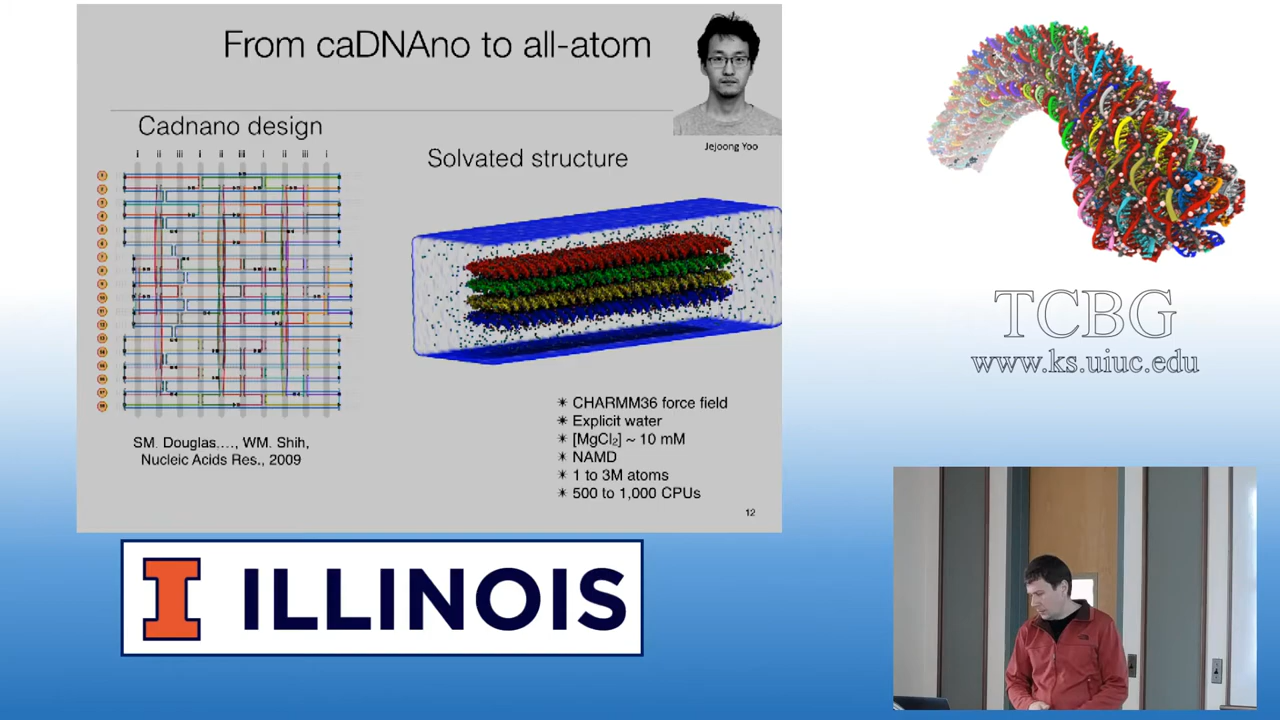 From caDNAno to all-atom
Jejoong Yoo
Cadnano design
Solvated structure
SM. Douglas,..., WM. Shih,
Nucleic Acids Res., 2009
✴ CHARMM36 force field
✴ Explicit water
✴ [MgCl₂] ~ 10 mM
✴ NAMD
✴ 1 to 3M atoms
✴ 500 to 1,000 CPUs
12
TCBG
www.ks.uiuc.edu
I ILLINOIS